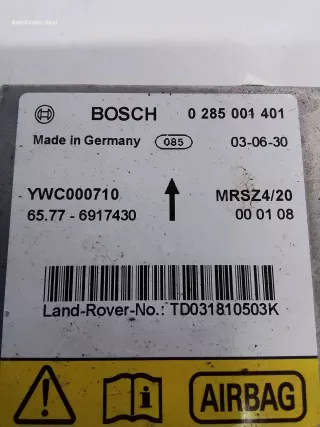 BOSCH 0 285 001 401
Made in Germany 085 03-06-30
YWC000710 MRSZ4/20
65.77 - 6917430 00 01 08
Land-Rover-No.: TD031810503K
AIRBAG